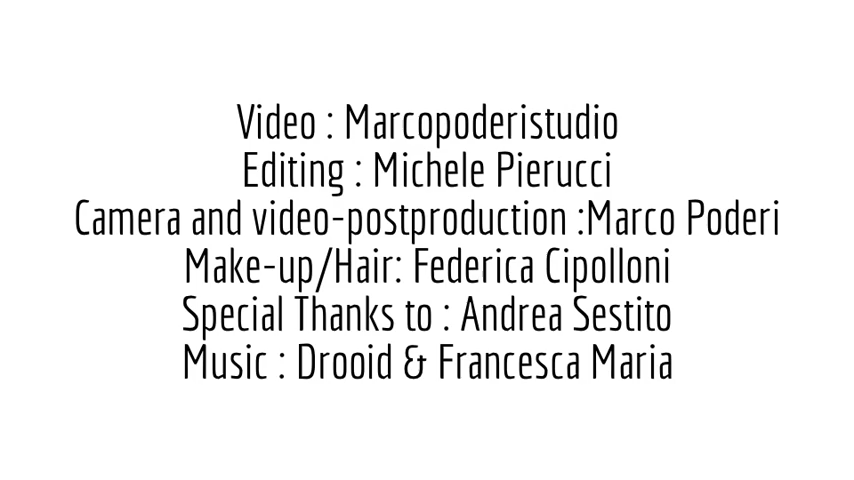 Video : Marcopoderistudio
Editing : Michele Pierucci
Camera and video-postproduction :Marco Poderi
Make-up/Hair: Federica Cipolloni
Special Thanks to : Andrea Sestito
Music : Drooid & Francesca Maria